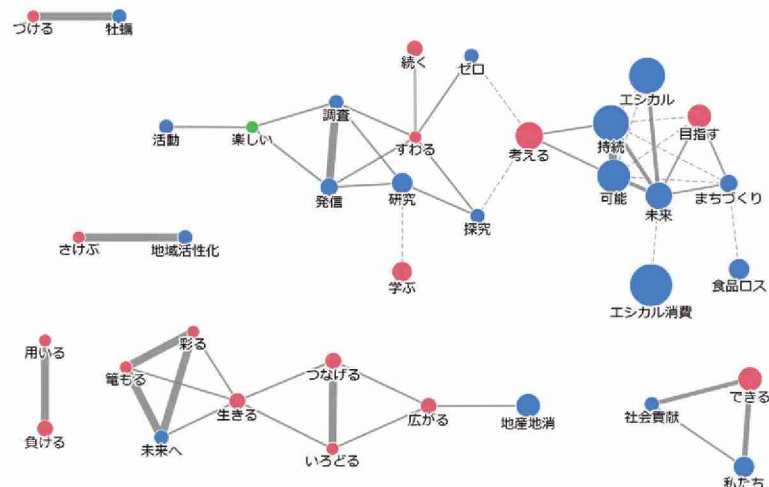 づける
牡蠣
続く
ゼロ
エシカル
調査
目指す
活動
楽しい
すわる
考える
持続
発信
研究
可能
未来
まちづくり
探究
さけぶ
地域活性化
学ぶ
食品ロス
エシカル消費
用いる
彩る
篭もる
つなげる
できる
生きる
広がる
地産地消
社会貢献
負ける
未来へ
いろどる
私たち